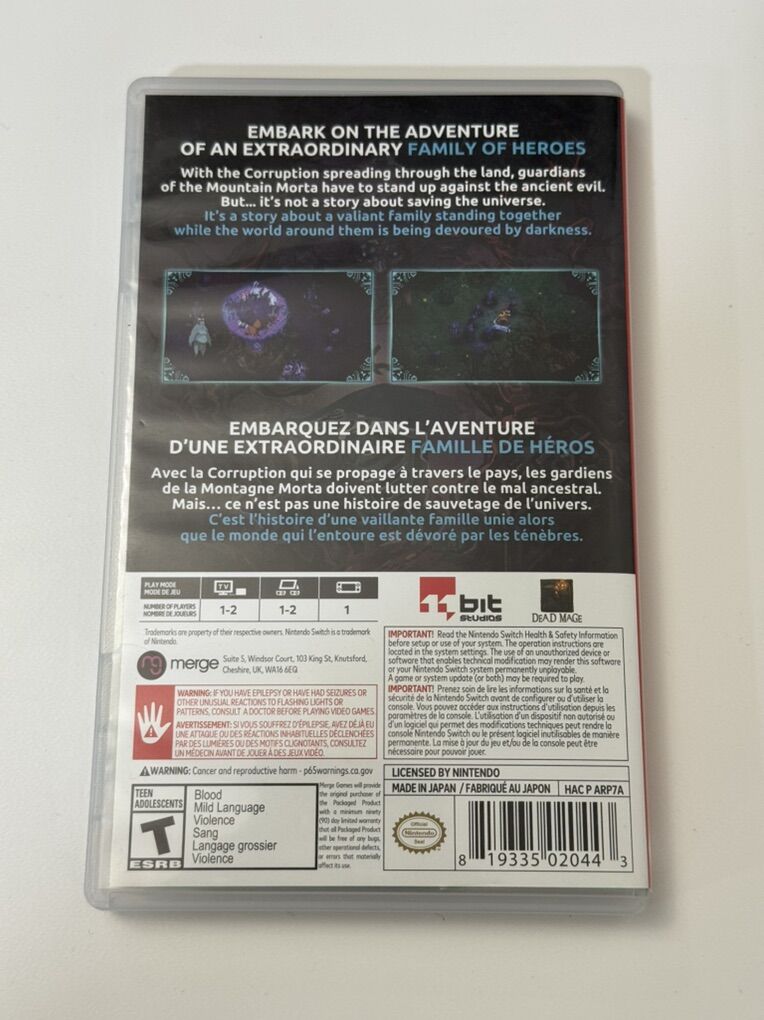 EMBARK ON THE ADVENTURE
OF AN EXTRAORDINARY FAMILY OF HEROES
With the Corruption spreading through the land, guardians
of the Mountain Morta have to stand up against the ancient evil.
But... it's not a story about saving the universe.
It's a story about a valiant family standing together
while the world around them is being devoured by darkness.
EMBARQUEZ DANS L'AVENTURE
D'UNE EXTRAORDINAIRE FAMILLE DE HÉROS
Avec la Corruption qui se propage à travers le pays, les gardiens
de la Montagne Morta doivent lutter contre le mal ancestral.
Mais... ce n'est pas une histoire de sauvetage de l'univers.
C'est l'histoire d'une vaillante famille unie alors
que le monde qui l'entoure est dévoré par les ténèbres.
PLAY MODE
MODE DE JEU
TV
NUMBER OF PLAYERS
NOMBRE DE JOUEURS
1-2
1-2
1
Trademarks are property of their respective owners. Nintendo Switch is a trademark
of Nintendo.
mg merge
Suite 5, Windsor Court, 103 King St, Knutsford,
Cheshire, UK, WA16 6EQ
11 bit
STUDIOS
DEAD MAGE
WARNING: IF YOU HAVE EPILEPSY OR HAVE HAD SEIZURES OR
OTHER UNUSUAL REACTIONS TO FLASHING LIGHTS OR
PATTERNS, CONSULT A DOCTOR BEFORE PLAYING VIDEO GAMES.
AVERTISSEMENT: SI VOUS SOUFFREZ D'ÉPILEPSIE, AVEZ DÉJÀ EU
UNE ATTAQUE OU DES RÉACTIONS INHABITUELLES DÉCLENCHÉES
PAR DES LUMIÈRES OU DES MOTIFS CLIGNOTANTS, CONSULTEZ
UN MÉDECIN AVANT DE JOUER À DES JEUX VIDÉO.
WARNING: Cancer and reproductive harm - p65warnings.ca.gov
IMPORTANT! Read the Nintendo Switch Health & Safety Information
before setup or use of your system. The operation instructions are
located in the system settings. The use of an unauthorized device or
software that enables technical modification may render this software
or your Nintendo Switch system permanently unplayable.
A game or system update (or both) may be required to play.
IMPORTANT! Prenez soin de lire les informations sur la santé et la
sécurité de la Nintendo Switch avant de configurer ou d'utiliser la
console. Vous pouvez accéder aux instructions d'utilisation depuis les
paramètres de la console. L'utilisation d'un dispositif non autorisé ou
d'un logiciel qui permet des modifications techniques peut rendre la
console Nintendo Switch ou le présent logiciel inutilisables de manière
permanente. La mise à jour du jeu et/ou de la console peut être
nécessaire pour pouvoir jouer.
TEEN
ADOLESCENTS
T
ESRB
Blood
Mild Language
Violence
Sang
Langage grossier
Violence
Merge Games will provide
the original purchaser of
the Packaged Product
with a minimum ninety
(90) day limited warranty
that all Packaged Product
will be free of any bugs,
other operational defects,
or errors that materially
affect its use.
LICENSED BY NINTENDO
MADE IN JAPAN / FABRIQUÉ AU JAPON
HAC P ARP7A
Official
Nintendo
Seal
8 19335 02044 3